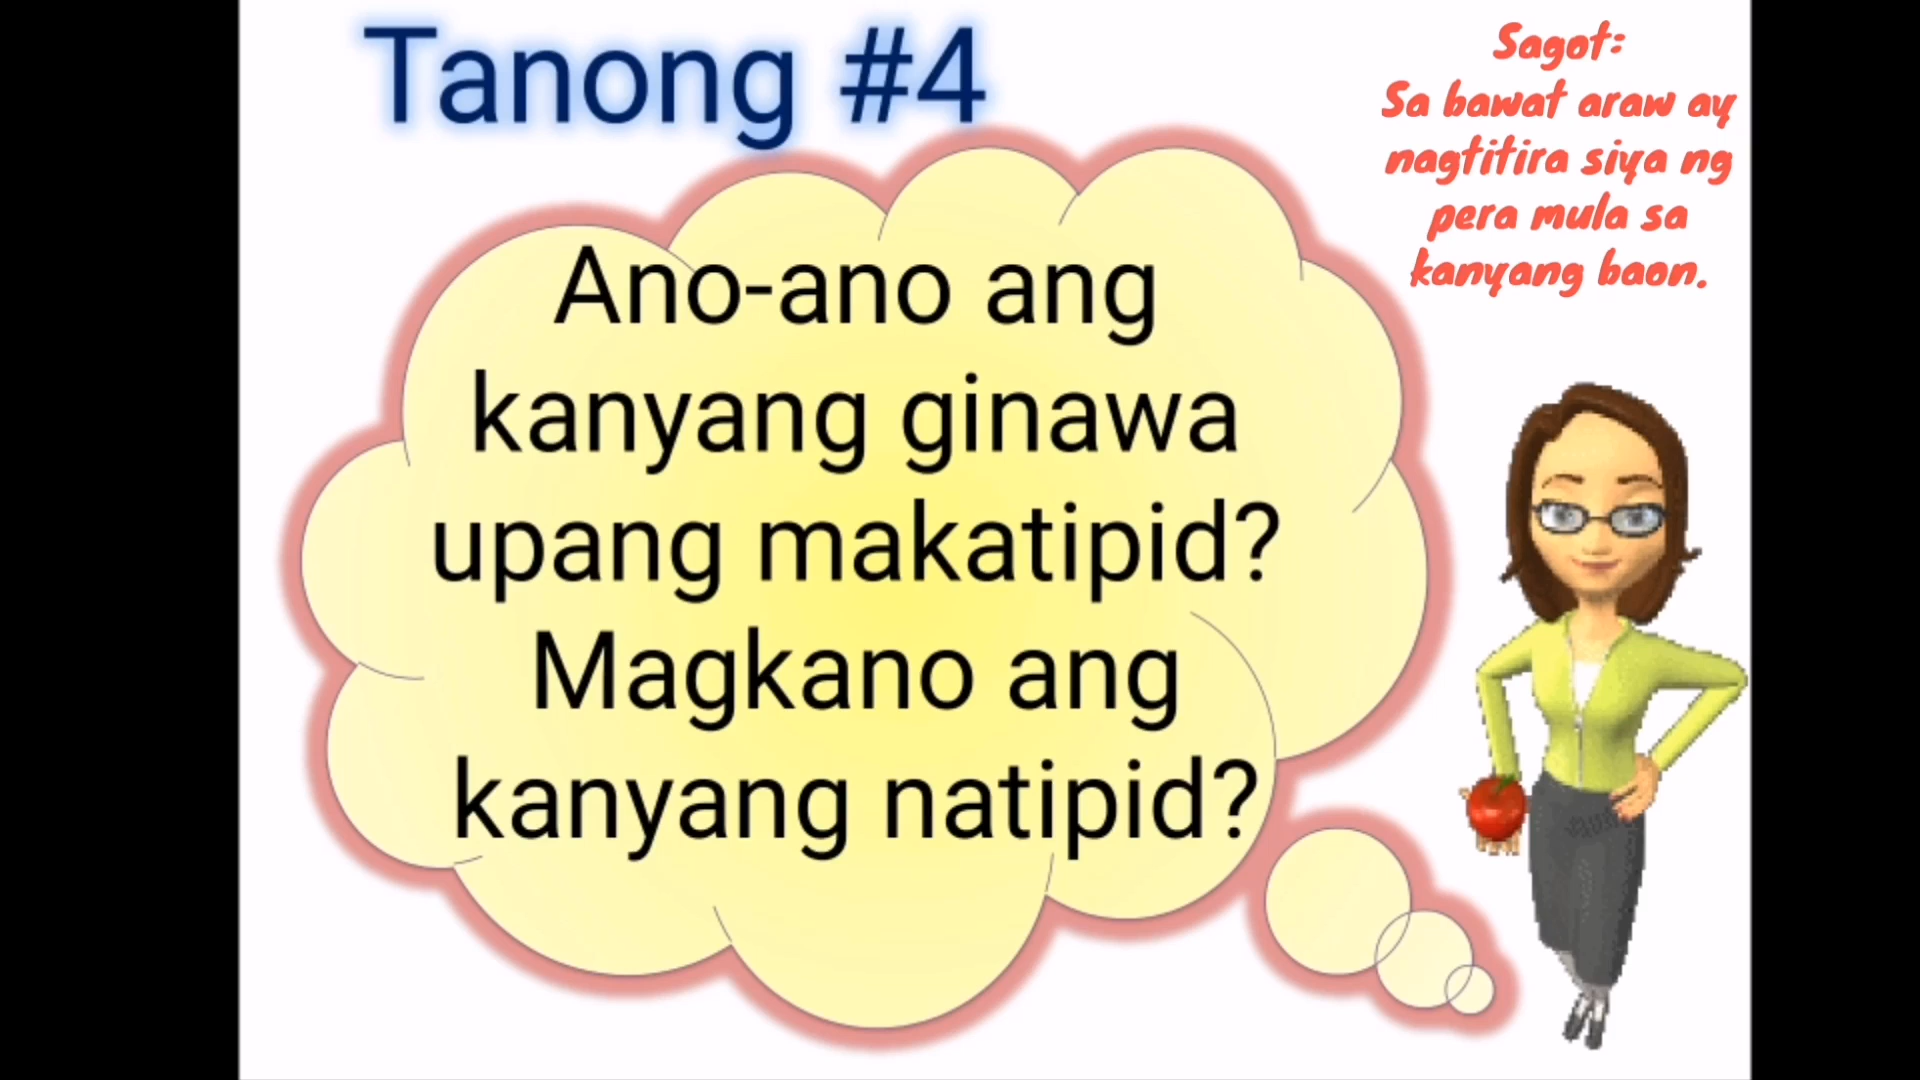 Tanong #4
Sagot:
Sa bawat araw ay
nagtitira siya ng
pera mula sa
kanyang baon.
Ano-ano ang
kanyang ginawa
upang makatipid?
Magkano ang
kanyang natipid?